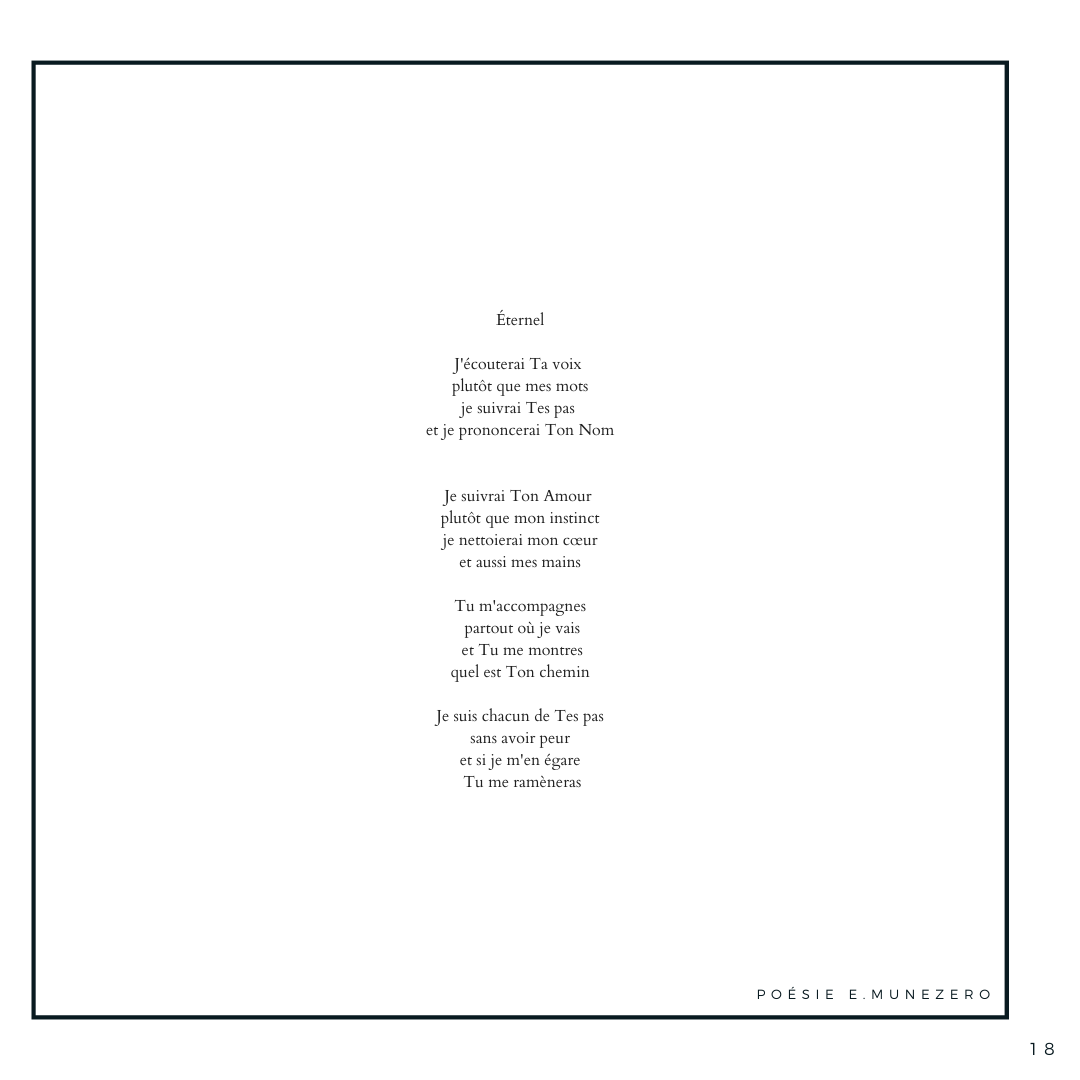 Éternel
J'écouterai Ta voix
plutôt que mes mots
je suivrai Tes pas
et je prononcerai Ton Nom
Je suivrai Ton Amour
plutôt que mon instinct
je nettoierai mon cœur
et aussi mes mains
Tu m'accompagnes
partout où je vais
et Tu me montres
quel est Ton chemin
Je suis chacun de Tes pas
sans avoir peur
et si je m'en égare
Tu me ramèneras
POÉSIE E.MUNEZERO
18